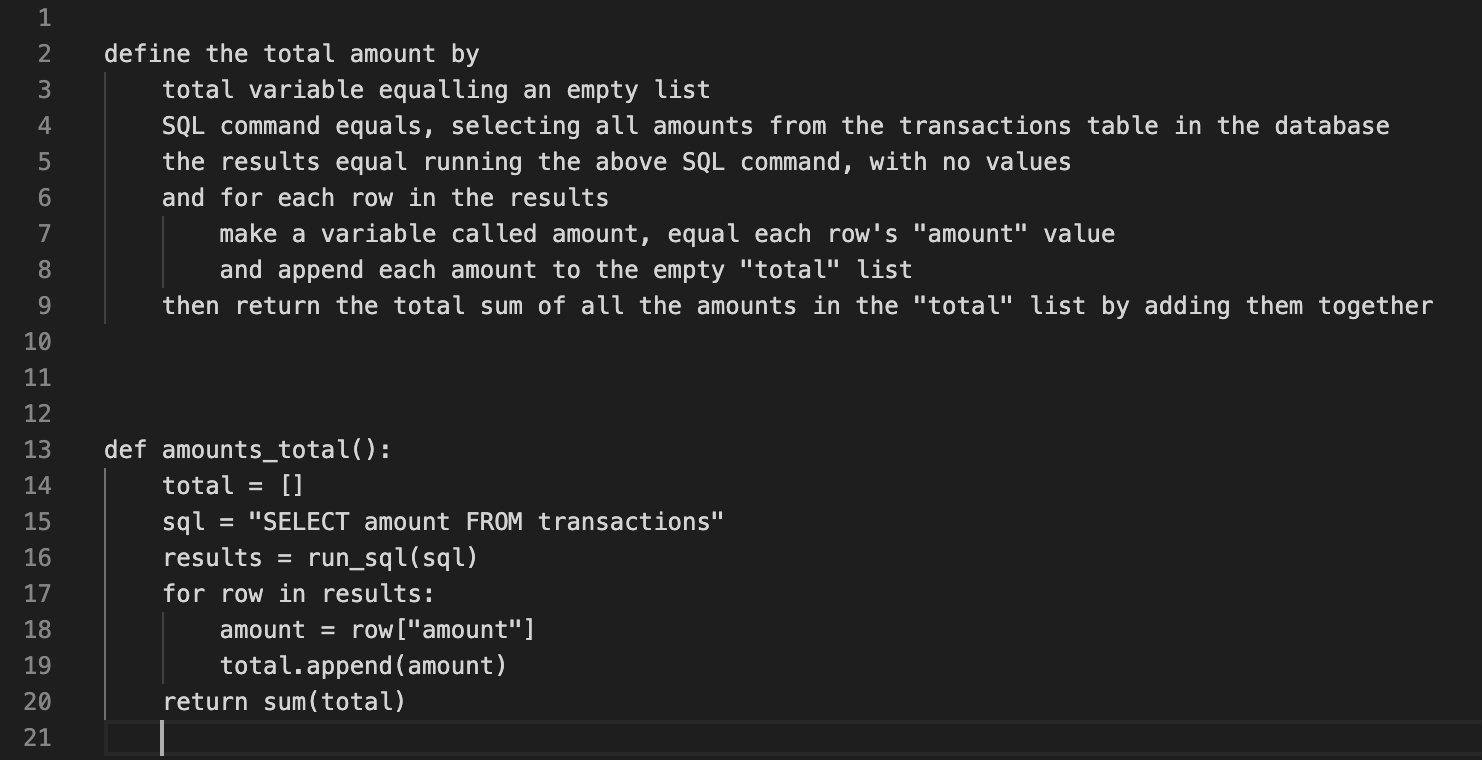 1
2 define the total amount by
3 total variable equalling an empty list
4 SQL command equals, selecting all amounts from the transactions table in the database
5 the results equal running the above SQL command, with no values
6 and for each row in the results
7 make a variable called amount, equal each row's "amount" value
8 and append each amount to the empty "total" list
9 then return the total sum of all the amounts in the "total" list by adding them together
10
11
12
13 def amounts_total():
14 total = []
15 sql = "SELECT amount FROM transactions"
16 results = run_sql(sql)
17 for row in results:
18 amount = row["amount"]
19 total.append(amount)
20 return sum(total)
21